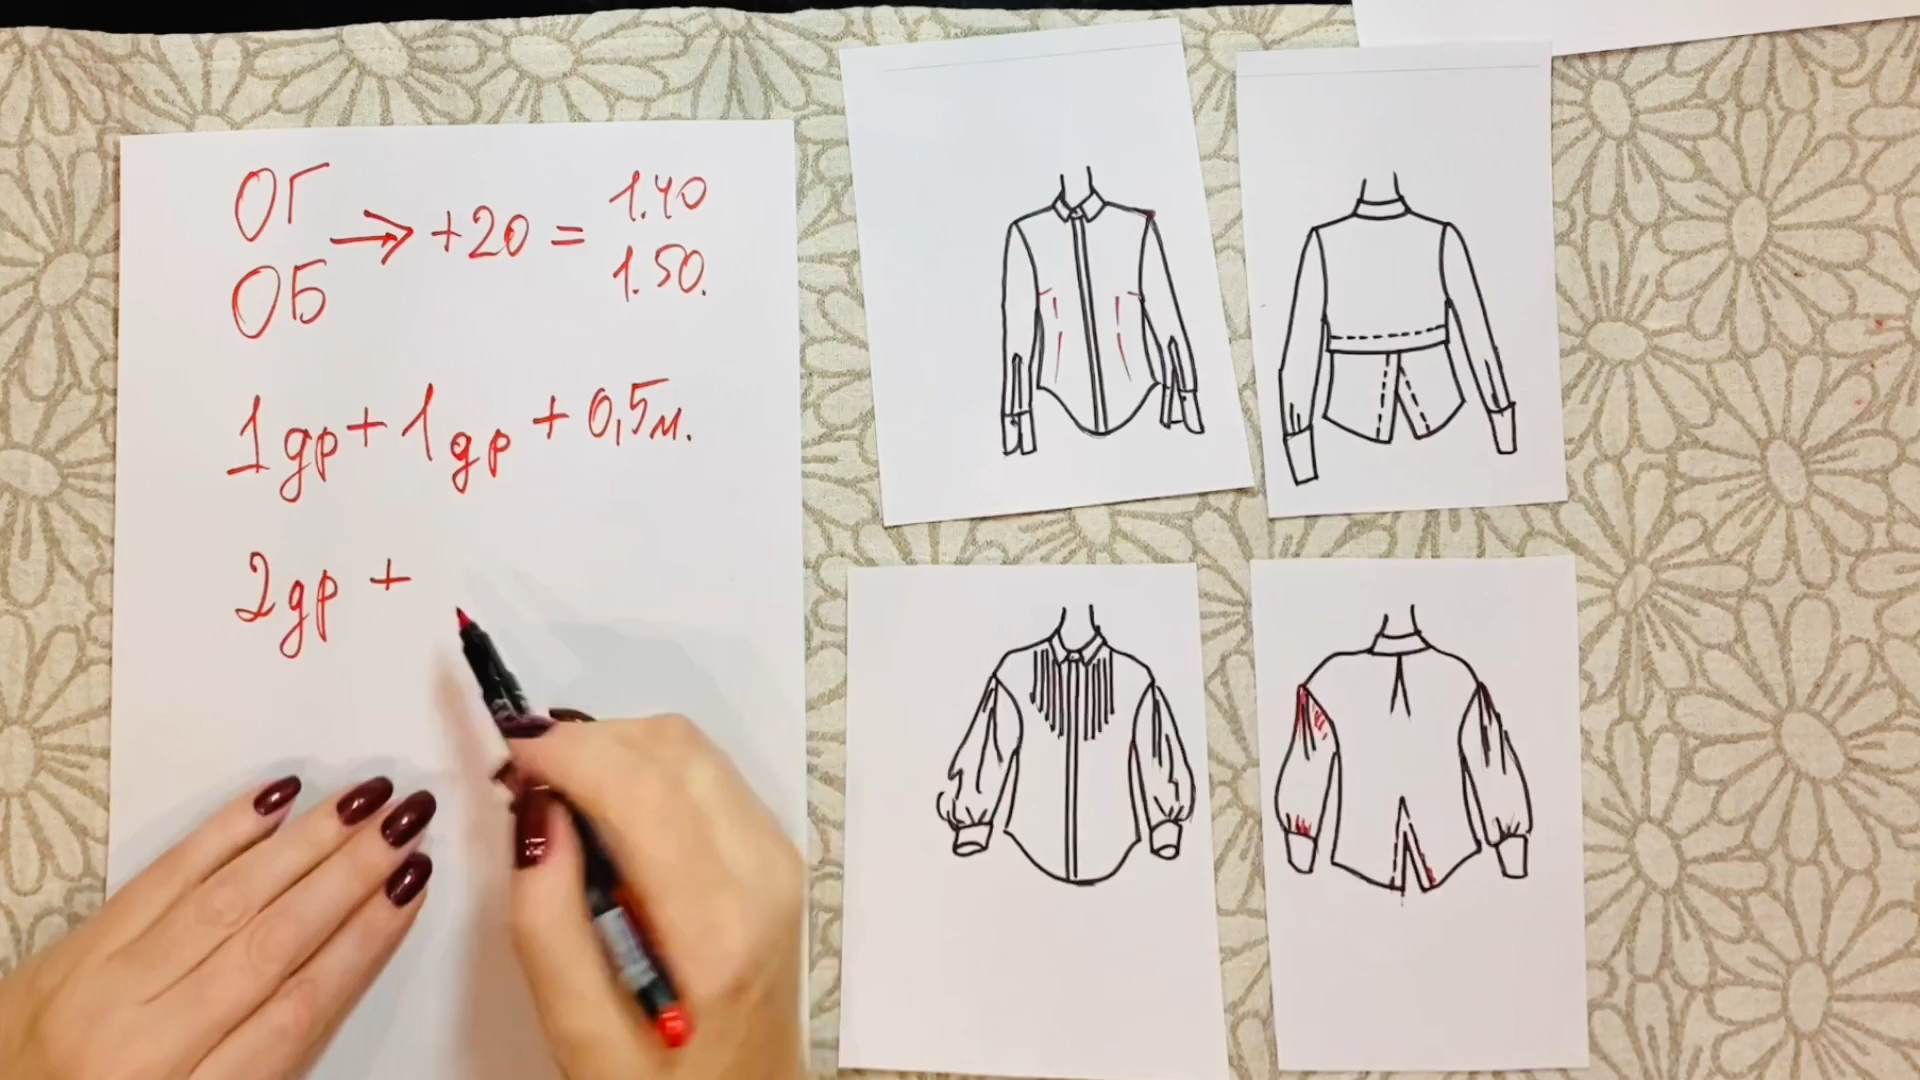 ОГ
ОБ → +20 = 1.40
1.50.
1др + 1др + 0,5м.
2др +